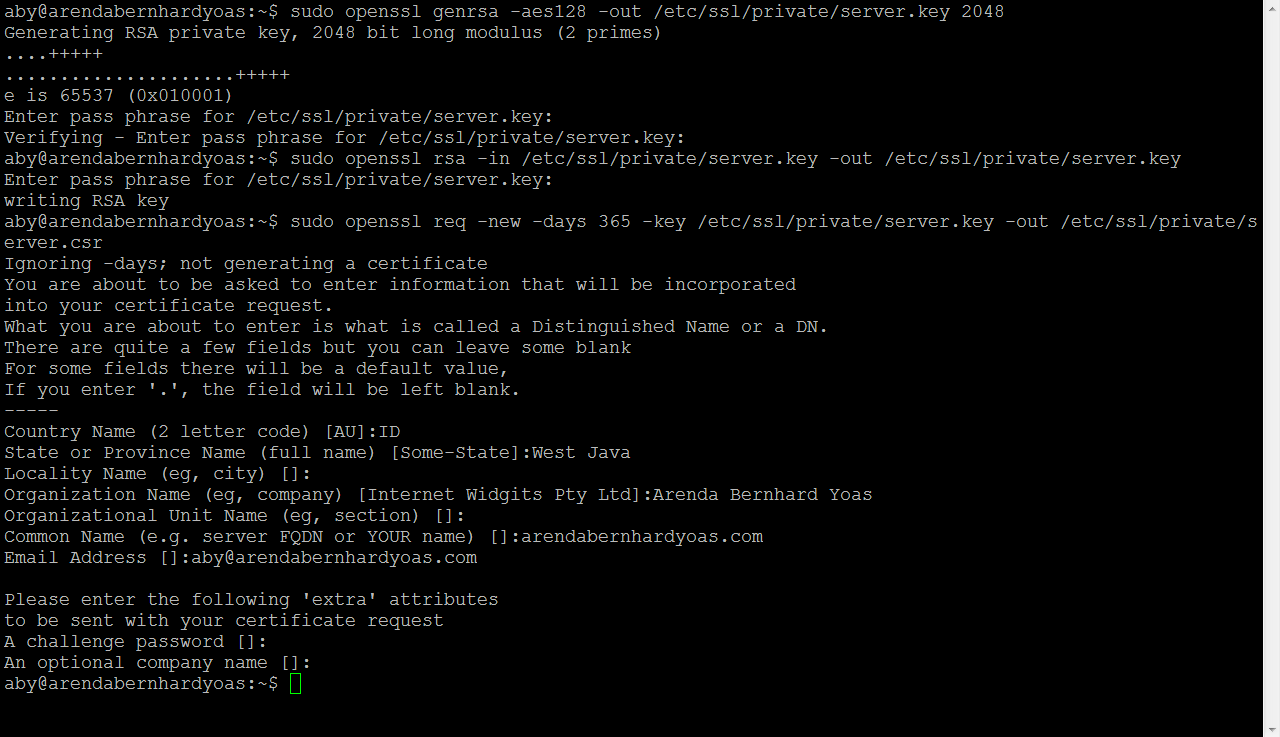 aby@arendabernhardyoas:~$ sudo openssl genrsa -aes128 -out /etc/ssl/private/server.key 2048
Generating RSA private key, 2048 bit long modulus (2 primes)
....+++++
.....................+++++
e is 65537 (0x010001)
Enter pass phrase for /etc/ssl/private/server.key:
Verifying - Enter pass phrase for /etc/ssl/private/server.key:
aby@arendabernhardyoas:~$ sudo openssl rsa -in /etc/ssl/private/server.key -out /etc/ssl/private/server.key
Enter pass phrase for /etc/ssl/private/server.key:
writing RSA key
aby@arendabernhardyoas:~$ sudo openssl req -new -days 365 -key /etc/ssl/private/server.key -out /etc/ssl/private/s
erver.csr
Ignoring -days; not generating a certificate
You are about to be asked to enter information that will be incorporated
into your certificate request.
What you are about to enter is what is called a Distinguished Name or a DN.
There are quite a few fields but you can leave some blank
For some fields there will be a default value,
If you enter '.', the field will be left blank.
-----
Country Name (2 letter code) [AU]:ID
State or Province Name (full name) [Some-State]:West Java
Locality Name (eg, city) []:
Organization Name (eg, company) [Internet Widgits Pty Ltd]:Arenda Bernhard Yoas
Organizational Unit Name (eg, section) []:
Common Name (e.g. server FQDN or YOUR name) []:arendabernhardyoas.com
Email Address []:aby@arendabernhardyoas.com

Please enter the following 'extra' attributes
to be sent with your certificate request
A challenge password []:
An optional company name []:
aby@arendabernhardyoas:~$